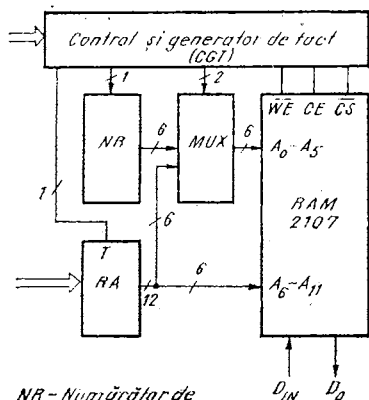 Control și generator de tact
(CGT)
1
2
WE CE CS
NR
6
MUX
6
A0-A5
RAM
2107
1
6
T
RA
12
6
A6-A11
NR-Numărător de
DIN
D0